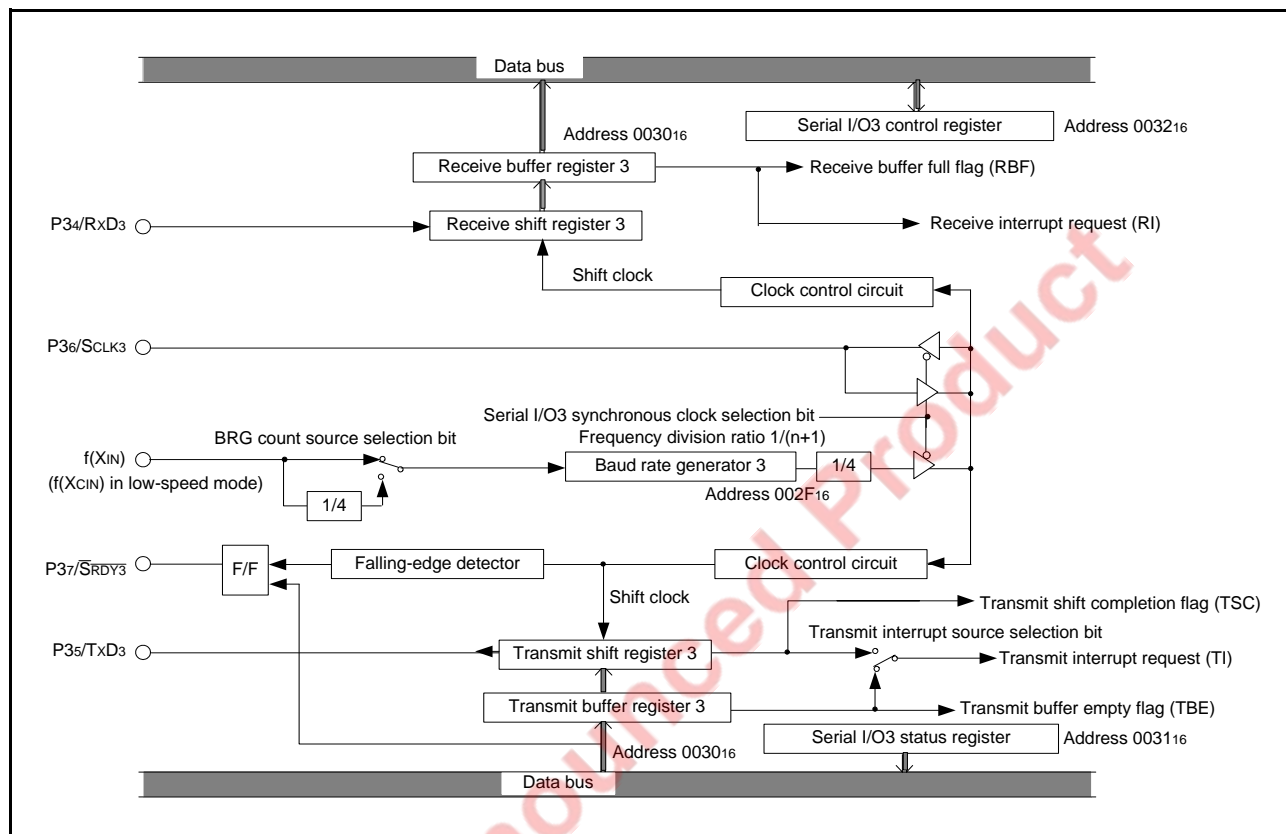 Data bus
Address 003016
Serial I/O3 control register
Address 003216
Receive buffer register 3
Receive buffer full flag (RBF)
P34/RXD3
Receive shift register 3
Receive interrupt request (RI)
Shift clock
Clock control circuit
P36/SCLK3
Serial I/O3 synchronous clock selection bit
BRG count source selection bit
Frequency division ratio 1/(n+1)
f(XIN)
Baud rate generator 3
1/4
(f(XCIN) in low-speed mode)
Address 002F16
1/4
P37/SRDY3
F/F
Falling-edge detector
Clock control circuit
Shift clock
Transmit shift completion flag (TSC)
Transmit interrupt source selection bit
P35/TXD3
Transmit shift register 3
Transmit interrupt request (TI)
Transmit buffer register 3
Transmit buffer empty flag (TBE)
Address 003016
Serial I/O3 status register
Address 003116
Data bus
nounced Product